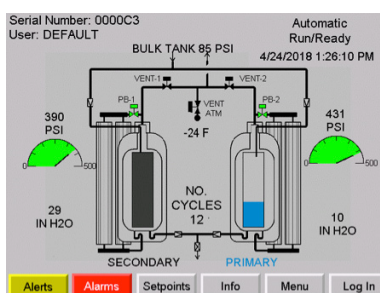 Serial Number: 0000C3
User: DEFAULT
Automatic
Run/Ready
4/24/2018 1:26:10 PM
BULK TANK 85 PSI
VENT-1
VENT-2
PB-1
PB-2
VENT
ATM
-24 F
390
PSI
431
PSI
0
500
0
500
29
IN H2O
NO.
CYCLES
12
10
IN H2O
SECONDARY
PRIMARY
Alerts
Alarms
Setpoints
Info
Menu
Log In